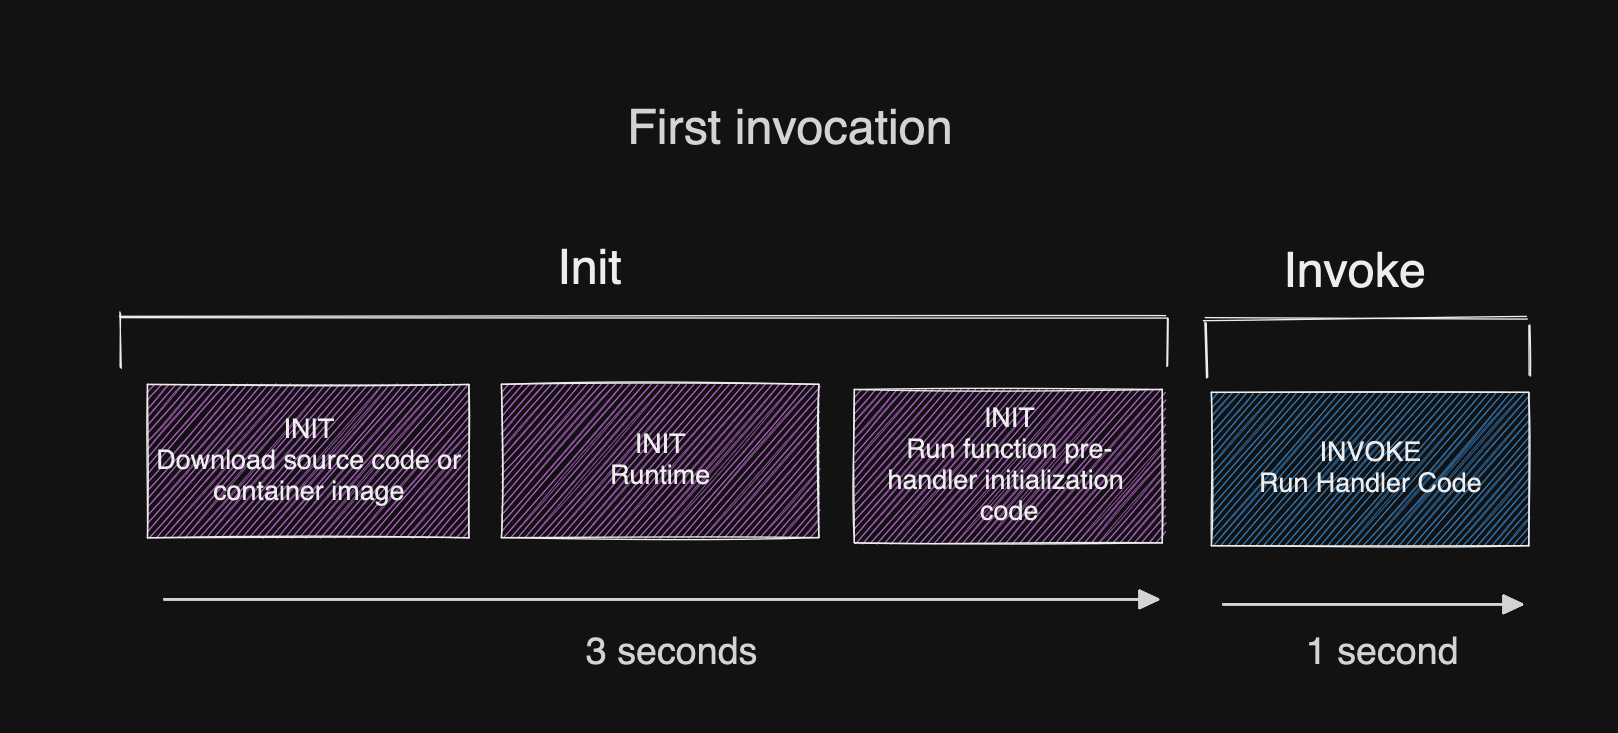 First invocation
Init
Invoke
INIT
Download source code or
container image
INIT
Runtime
INIT
Run function pre-
handler initialization
code
INVOKE
Run Handler Code
3 seconds
1 second